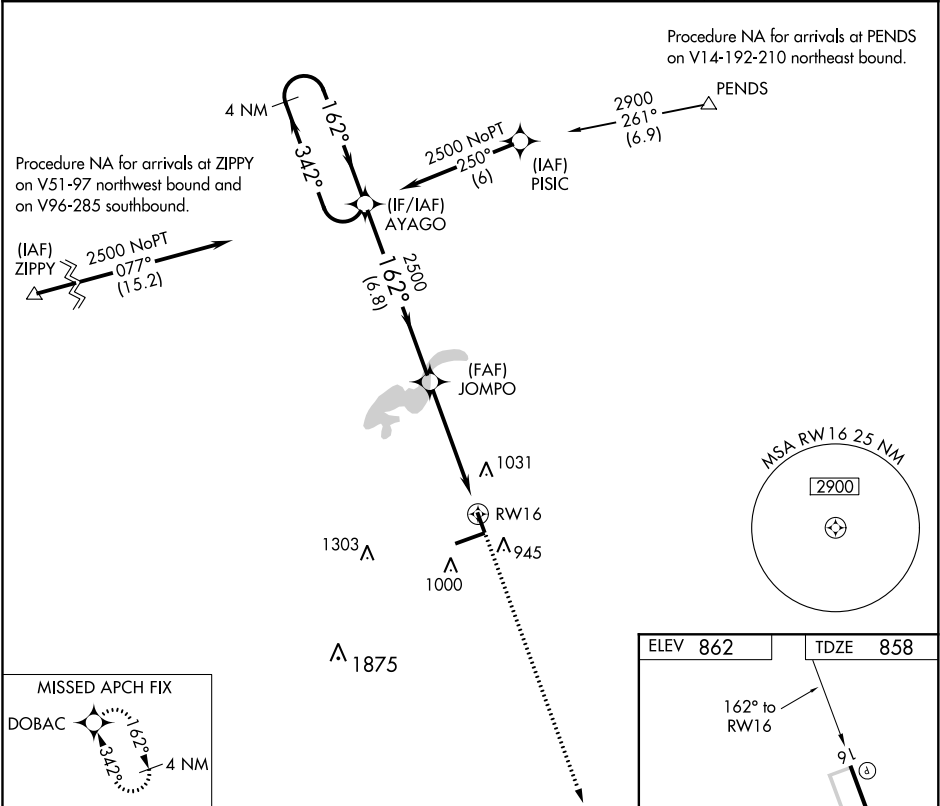 Procedure NA for arrivals at PENDS
on V14-192-210 northeast bound.
PENDS
2900
261°
(6.9)
4 NM
162°
342°
2500 NoPT
250°
(6)
(IAF)
PISIC
(IF/IAF)
AYAGO
Procedure NA for arrivals at ZIPPY
on V51-97 northwest bound and
on V96-285 southbound.
(IAF)
ZIPPY
2500 NoPT
077°
(15.2)
2500
162°
(6.8)
(FAF)
JOMPO
1031
RW16
1303
945
1000
1875
MSA RW16 25 NM
2900
MISSED APCH FIX
DOBAC
162°
342°
4 NM
ELEV 862
TDZE 858
162° to
RW16
16
P